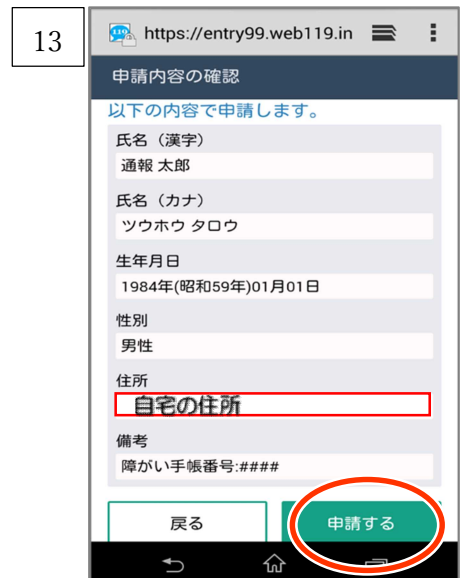 13
https://entry99.web119.in
申請内容の確認
以下の内容で申請します。
氏名（漢字）
通報 太郎
氏名（カナ）
ツウホウ タロウ
生年月日
1984年(昭和59年)01月01日
性別
男性
住所
自宅の住所
備考
障がい手帳番号:####
戻る
申請する